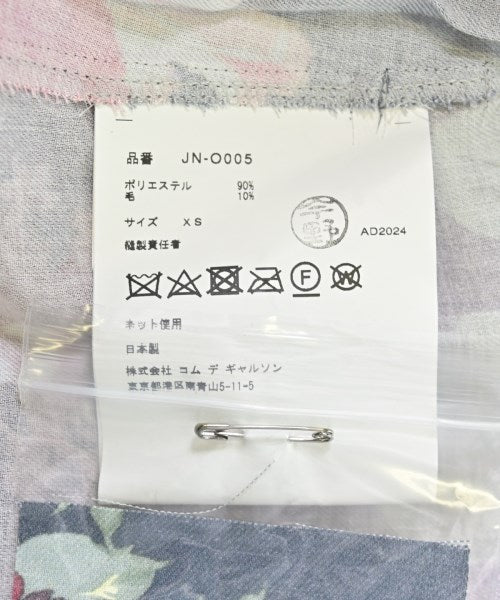 品番 JN-O005
ポリエステル 90%
毛 10%
サイズ XS
縫製責任者
AD2024
F W
ネット使用
日本製
株式会社 コム デ ギャルソン
東京都港区南青山5-11-5